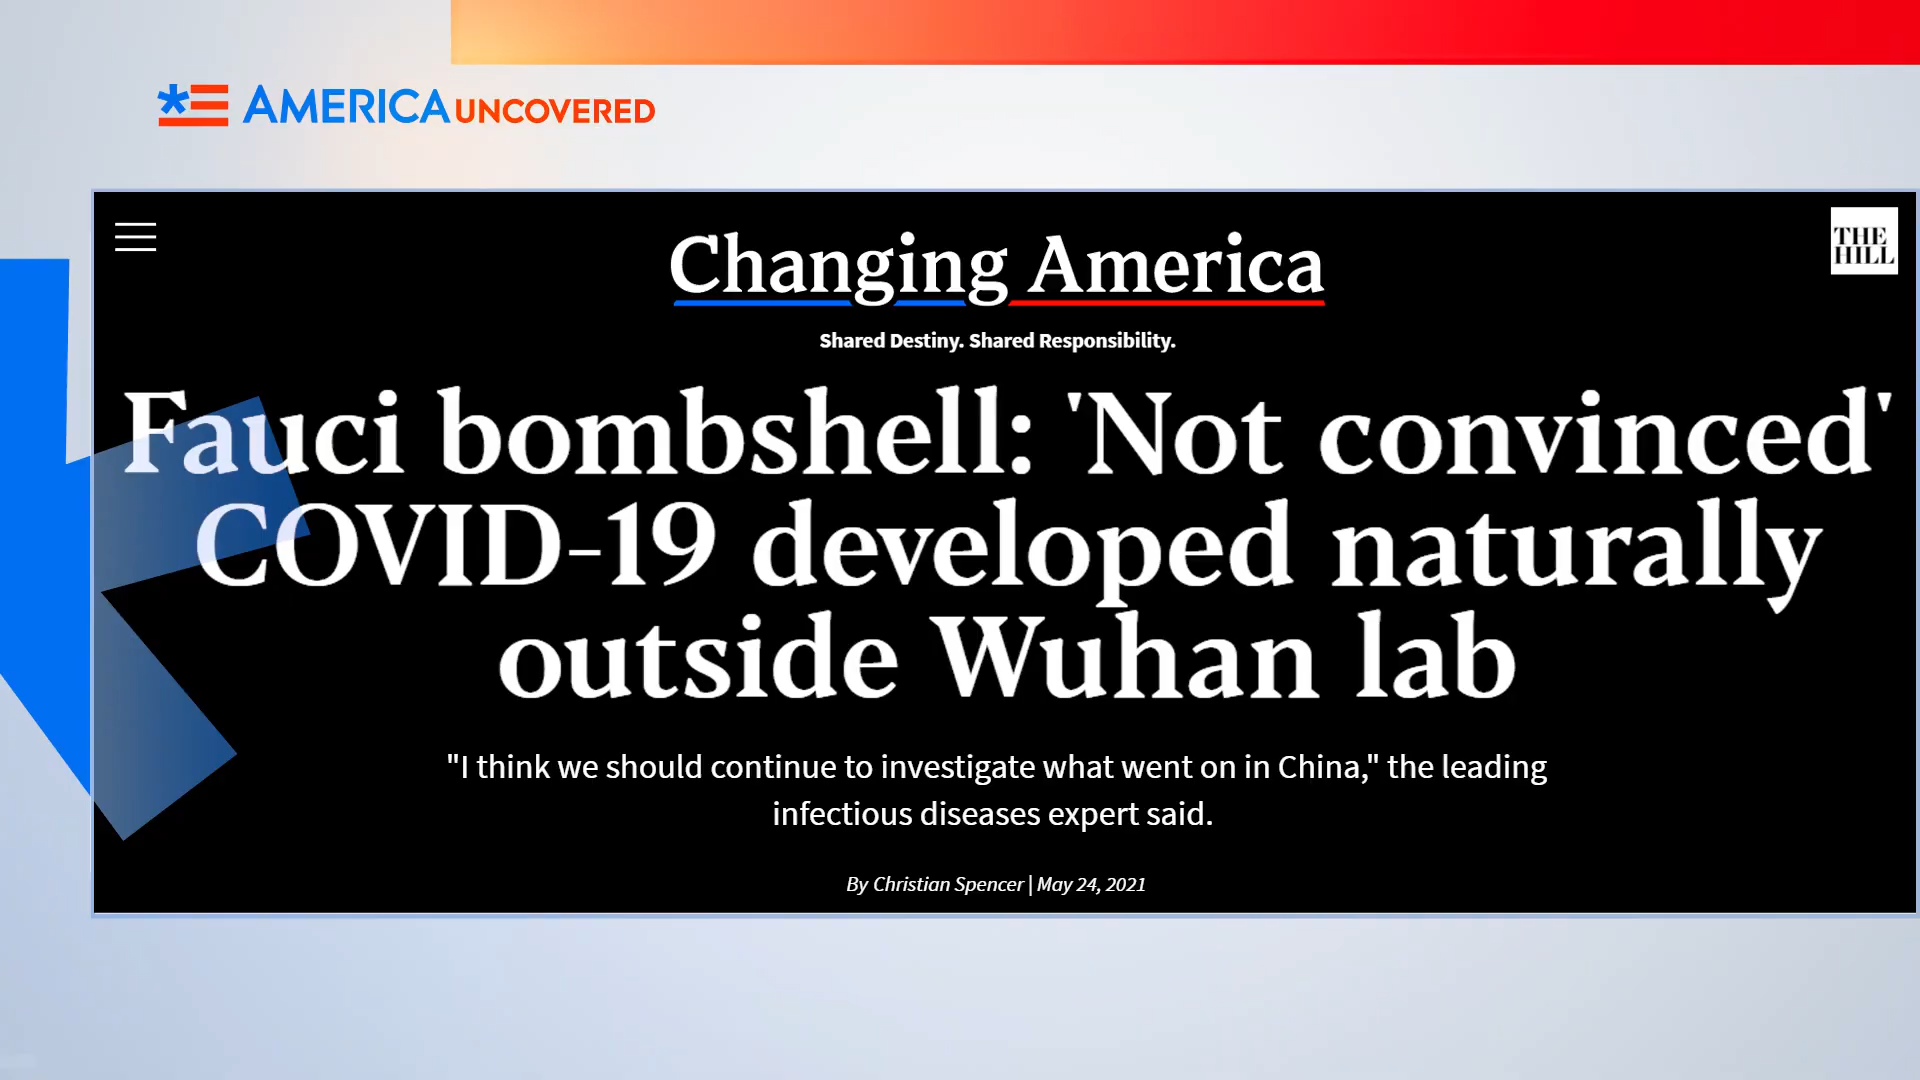 AMERICA UNCOVERED
THE
HILL
Changing America
Shared Destiny. Shared Responsibility.
Fauci bombshell: 'Not convinced'
COVID-19 developed naturally
outside Wuhan lab
"I think we should continue to investigate what went on in China," the leading
infectious diseases expert said.
By Christian Spencer | May 24, 2021